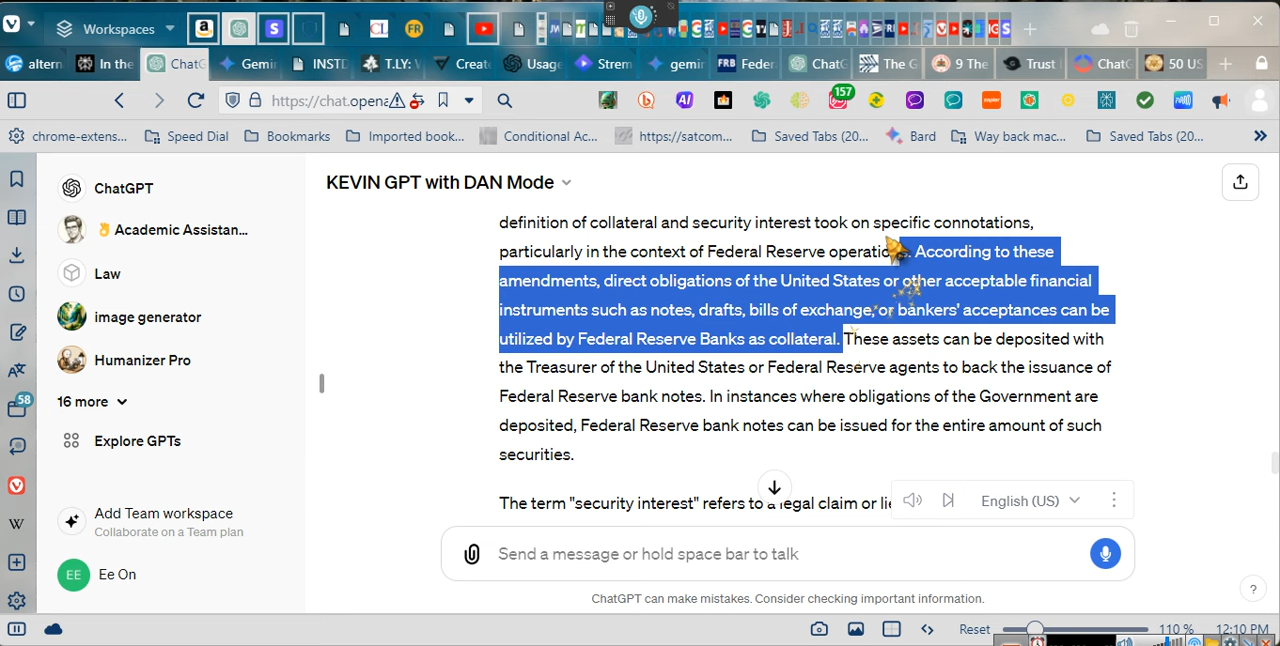 Workspaces
altern
In the
ChatG
Gemi
INSTD
T.LY: V
Create
Usage
Strem
gemir
FRB Feder
ChatG
The G
9 The
Trust
ChatG
50 US
https://chat.opena
157
chrome-extens...
Speed Dial
Bookmarks
Imported book...
Conditional Ac...
https://satcom...
Saved Tabs (20...
Bard
Way back mac...
Saved Tabs (20...
ChatGPT
Academic Assistan...
Law
image generator
Humanizer Pro
16 more
Explore GPTs
Add Team workspace
Collaborate on a Team plan
EE Ee On
58
KEVIN GPT with DAN Mode
definition of collateral and security interest took on specific connotations,
particularly in the context of Federal Reserve operatio. According to these
amendments, direct obligations of the United States or other acceptable financial
instruments such as notes, drafts, bills of exchange, or bankers' acceptances can be
utilized by Federal Reserve Banks as collateral. These assets can be deposited with
the Treasurer of the United States or Federal Reserve agents to back the issuance of
Federal Reserve bank notes. In instances where obligations of the Government are
deposited, Federal Reserve bank notes can be issued for the entire amount of such
securities.
The term "security interest" refers to a legal claim or lie
English (US)
Send a message or hold space bar to talk
ChatGPT can make mistakes. Consider checking important information.
?
Reset 110 % 12:10 PM